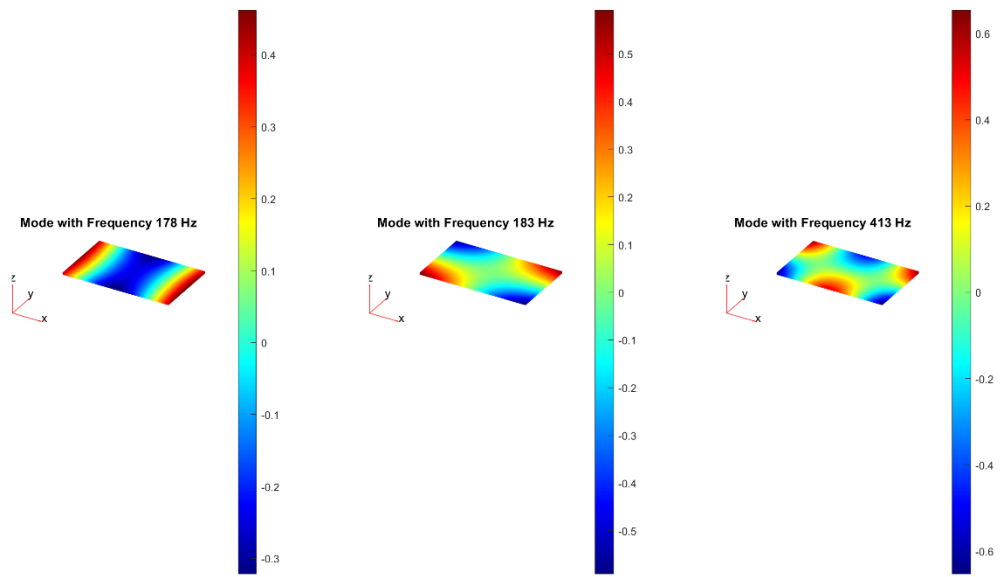 Mode with Frequency 178 Hz
z
y
x
0.4
0.3
0.2
0.1
0
-0.1
-0.2
-0.3
Mode with Frequency 183 Hz
z
y
x
0.5
0.4
0.3
0.2
0.1
0
-0.1
-0.2
-0.3
-0.4
-0.5
Mode with Frequency 413 Hz
z
y
x
0.6
0.4
0.2
0
-0.2
-0.4
-0.6